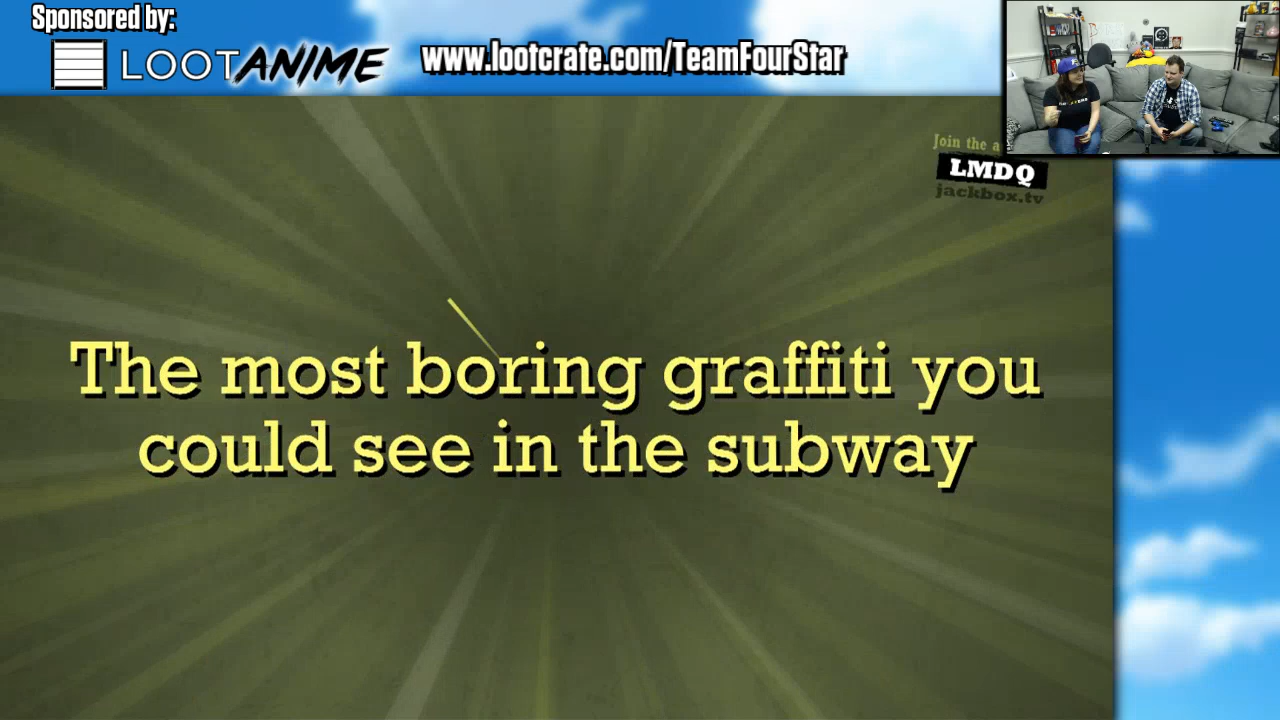 Sponsored by:
LOOTANIME
www.lootcrate.com/TeamFourStar
Join the a
LMDQ
jackbox.tv
The most boring graffiti you
could see in the subway